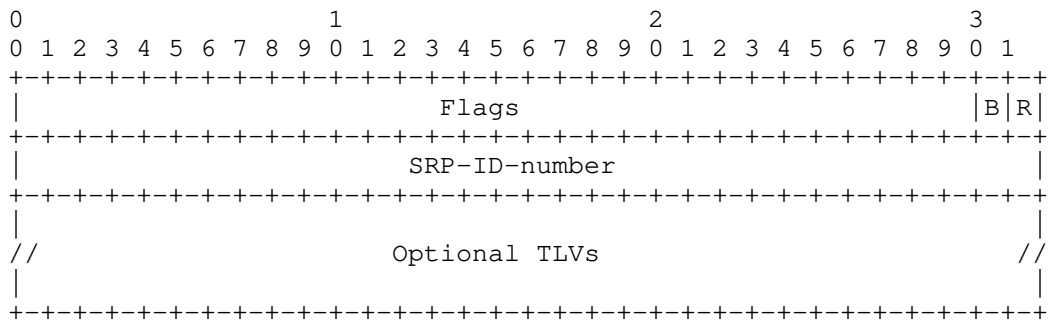 0                   1                   2                   3
0 1 2 3 4 5 6 7 8 9 0 1 2 3 4 5 6 7 8 9 0 1 2 3 4 5 6 7 8 9 0 1
+-+-+-+-+-+-+-+-+-+-+-+-+-+-+-+-+-+-+-+-+-+-+-+-+-+-+-+-+-+-+-+-+
|                          Flags                            |B|R|
+-+-+-+-+-+-+-+-+-+-+-+-+-+-+-+-+-+-+-+-+-+-+-+-+-+-+-+-+-+-+-+-+
|                        SRP-ID-number                          |
+-+-+-+-+-+-+-+-+-+-+-+-+-+-+-+-+-+-+-+-+-+-+-+-+-+-+-+-+-+-+-+-+
|                                                               |
//                      Optional TLVs                          //
|                                                               |
+-+-+-+-+-+-+-+-+-+-+-+-+-+-+-+-+-+-+-+-+-+-+-+-+-+-+-+-+-+-+-+-+